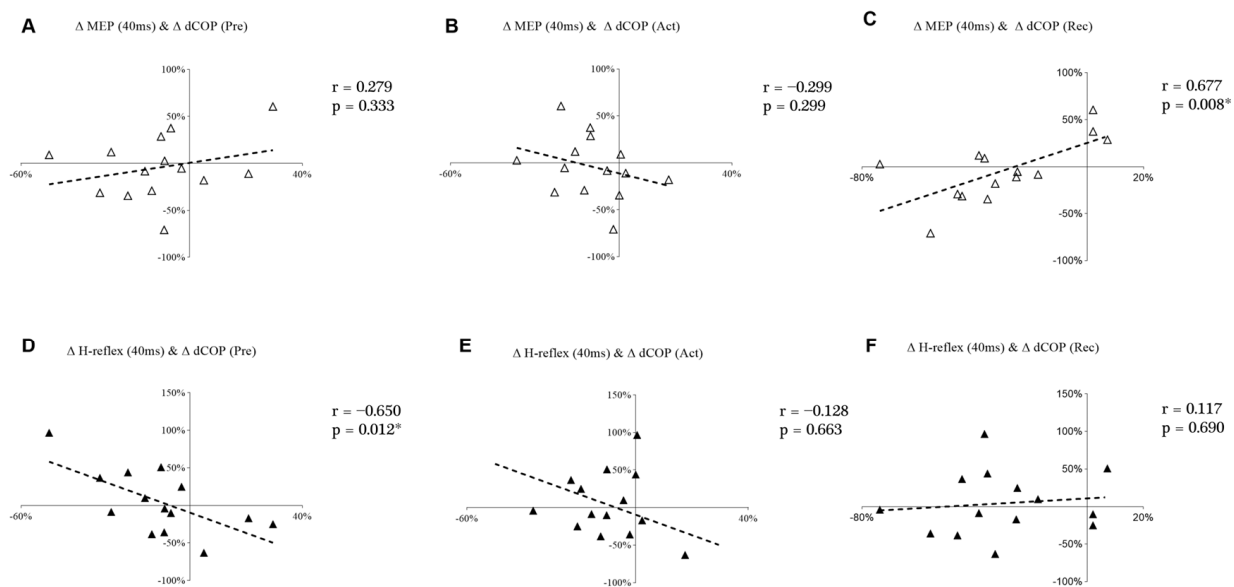 A
Δ MEP (40ms) & Δ dCOP (Pre)
100%
50%
-50%
-100%
-60%
40%
r = 0.279
p = 0.333
B
Δ MEP (40ms) & Δ dCOP (Act)
100%
50%
-50%
-100%
-60%
40%
r = −0.299
p = 0.299
C
Δ MEP (40ms) & Δ dCOP (Rec)
100%
50%
-50%
-100%
-80%
20%
r = 0.677
p = 0.008*
D
Δ H-reflex (40ms) & Δ dCOP (Pre)
150%
100%
50%
-50%
-100%
-60%
40%
r = −0.650
p = 0.012*
E
Δ H-reflex (40ms) & Δ dCOP (Act)
150%
100%
50%
-50%
-100%
-60%
40%
r = −0.128
p = 0.663
F
Δ H-reflex (40ms) & Δ dCOP (Rec)
150%
100%
50%
-50%
-100%
-80%
20%
r = 0.117
p = 0.690